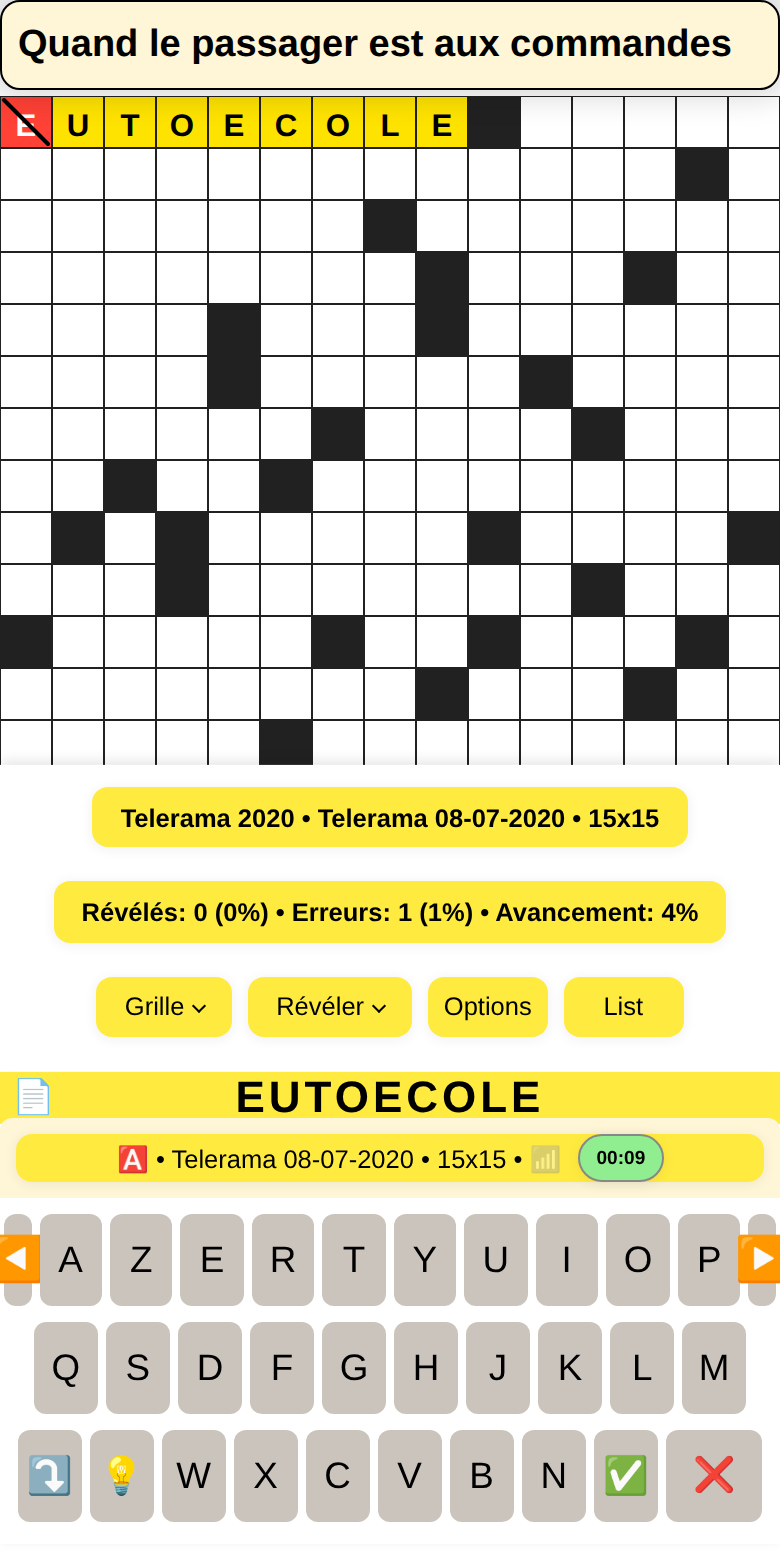 Quand le passager est aux commandes
E U T O E C O L E
Telerama 2020 • Telerama 08-07-2020 • 15x15
Révélés: 0 (0%) • Erreurs: 1 (1%) • Avancement: 4%
Grille Révéler Options List
EUTOECOLE
🅰️ • Telerama 08-07-2020 • 15x15 • 📶 00:09
A Z E R T Y U I O P
Q S D F G H J K L M
W X C V B N